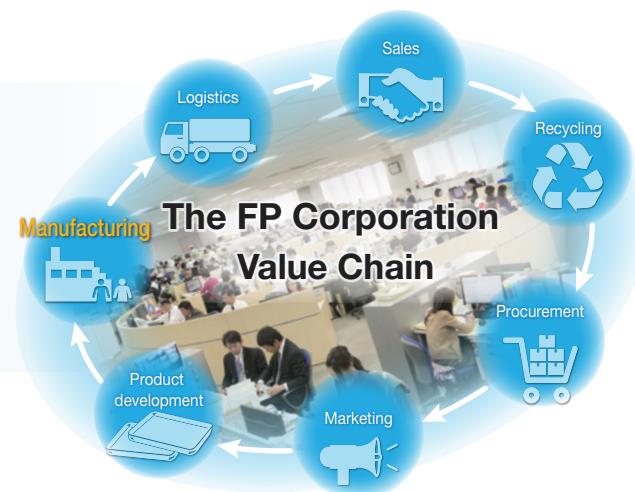 Sales
Logistics
Recycling
Manufacturing
The FP Corporation
Value Chain
Procurement
Product
development
Marketing